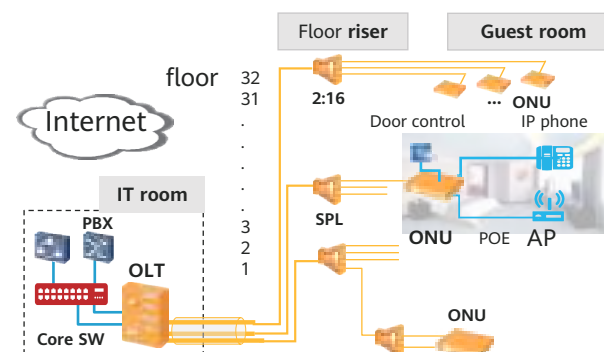 Floor riser
Guest room
floor
32
31
.
.
.
.
.
3
2
1
2:16
... ONU
Internet
Door control
IP phone
IT room
PBX
SPL
ONU
POE
AP
OLT
Core SW
ONU